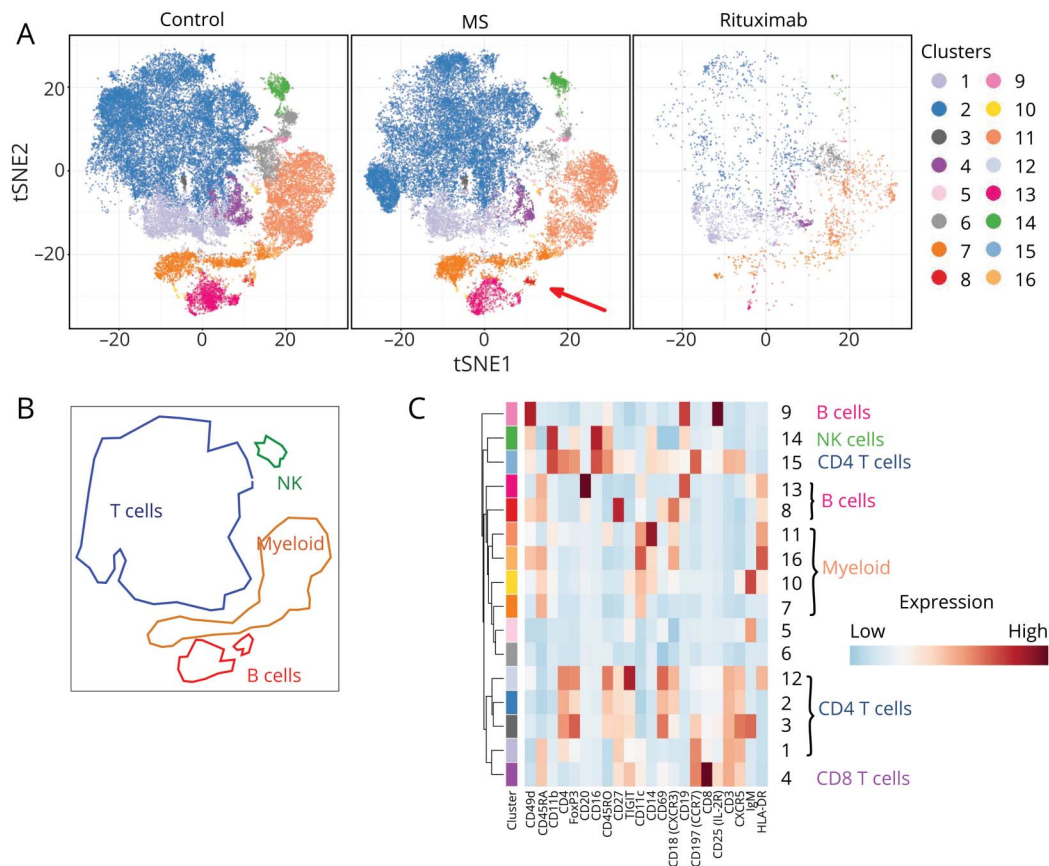 A
Control
MS
Rituximab
tSNE2
20
0
−20
−20
0
20
−20
0
20
−20
0
20
tSNE1
Clusters
1
2
3
4
5
6
7
8
9
10
11
12
13
14
15
16
B
T cells
NK
Myeloid
B cells
C
9 B cells
14 NK cells
15 CD4 T cells
13
8
B cells
11
16
10
7
Myeloid
5
6
12
2
3
1
CD4 T cells
4 CD8 T cells
Expression
Low High
Cluster
CD49d
CD45RA
CD11b
CD4
FoxP3
CD20
CD16
CD45RO
CD27
TIGIT
CD11c
CD14
CD69
CD18 (CXCR3)
CD19
CD197 (CCR7)
CD8
CD25 (IL-2R)
CD3
CXCR5
IgM
HLA-DR